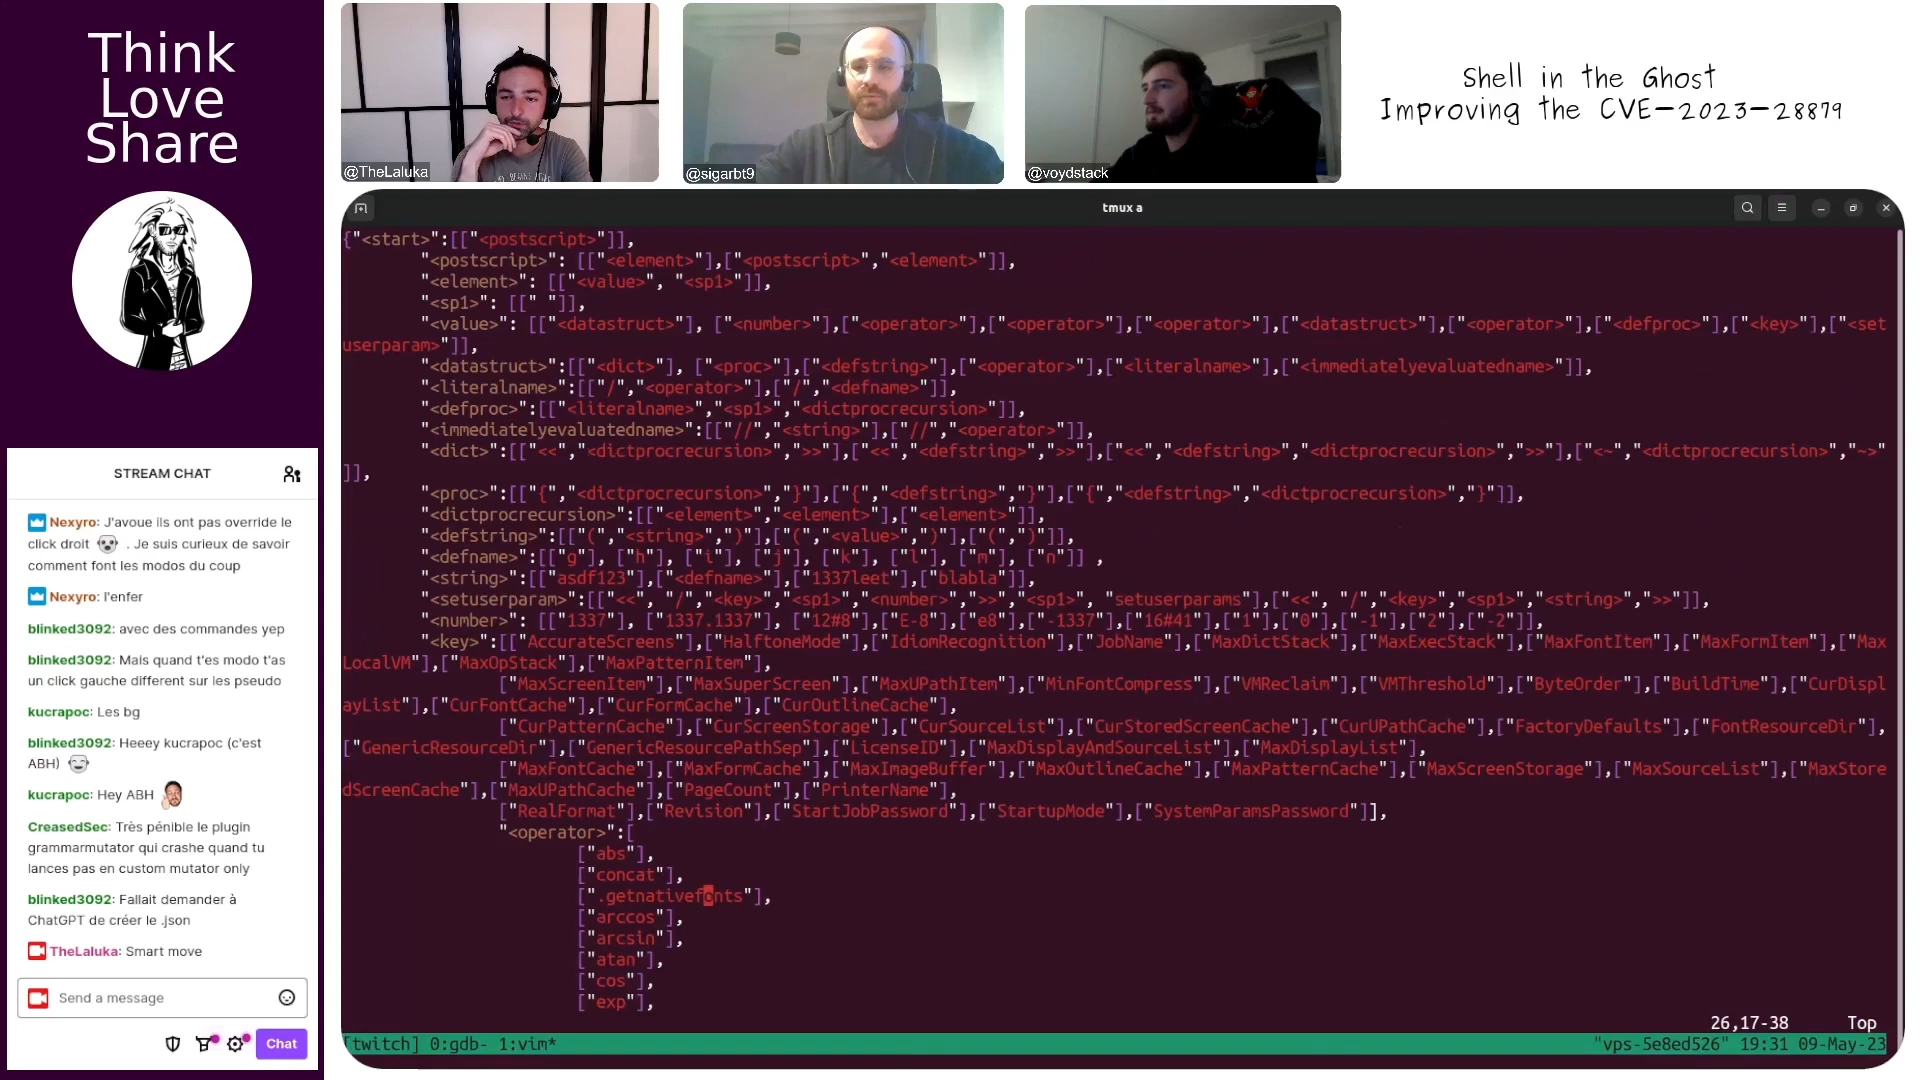 Think
Love
Share
@TheLaluka
@sigarbt9
@voydstack
Shell in the Ghost
Improving the CVE-2023-28879
STREAM CHAT
Nexyro: J'avoue ils ont pas override le
click droit . Je suis curieux de savoir
comment font les modos du coup
Nexyro: l'enfer
blinked3092: avec des commandes yep
blinked3092: Mais quand t'es modo t'as
un click gauche different sur les pseudo
kucrapoc: Les bg
blinked3092: Heeey kucrapoc (c'est
ABH)
kucrapoc: Hey ABH
CreasedSec: Très pénible le plugin
grammarmutator qui crashe quand tu
lances pas en custom mutator only
blinked3092: Fallait demander à
ChatGPT de créer le .json
TheLaluka: Smart move
Send a message
Chat
tmux a
{"<start>":[["<postscript>"]],
"<postscript>": [["<element>"],["<postscript>","<element>"]],
"<element>": [["<value>", "<sp1>"]],
"<sp1>": [[" "]],
"<value>": [["<datastruct>"], ["<number>"],["<operator>"],["<operator>"],["<operator>"],["<datastruct>"],["<operator>"],["<defproc>"],["<key>"],["<set
userparam>"]],
"<datastruct>":[["<dict>"], ["<proc>"],["<defstring>"],["<operator>"],["<literalname>"],["<immediatelyevaluatedname>"]],
"<literalname>":[["/","<operator>"],["/","<defname>"]],
"<defproc>":[["<literalname>","<sp1>","<dictprocrecursion>"]],
"<immediatelyevaluatedname>":[["//","<string>"],["//","<operator>"]],
"<dict>":[["<<","<dictprocrecursion>",">>"],["<<","<defstring>",">>"],["<<","<defstring>","<dictprocrecursion>",">>"],["<~","<dictprocrecursion>","~>"
]],
"<proc>":[["{","<dictprocrecursion>","}"],["{","<defstring>","}"],["{","<defstring>","<dictprocrecursion>","}"]],
"<dictprocrecursion>":[["<element>","<element>"],["<element>"]],
"<defstring>":[["(","<string>",")"],["(","<value>",")"],["(",")"]],
"<defname>":[["g"], ["h"], ["i"], ["j"], ["k"], ["l"], ["m"], ["n"]] ,
"<string>":[["asdf123"],["<defname>"],["1337leet"],["blabla"]],
"<setuserparam>":[["<<", "/","<key>","<sp1>","<number>",">>","<sp1>", "setuserparams"],["<<", "/","<key>","<sp1>","<string>",">>"]],
"<number>": [["1337"], ["1337.1337"], ["12#8"],["E-8"],["e8"],["-1337"],["16#41"],["1"],["0"],["-1"],["2"],["-2"]],
"<key>":[["AccurateScreens"],["HalftoneMode"],["IdiomRecognition"],["JobName"],["MaxDictStack"],["MaxExecStack"],["MaxFontItem"],["MaxFormItem"],["Max
LocalVM"],["MaxOpStack"],["MaxPatternItem"],
["MaxScreenItem"],["MaxSuperScreen"],["MaxUPathItem"],["MinFontCompress"],["VMReclaim"],["VMThreshold"],["ByteOrder"],["BuildTime"],["CurDispl
ayList"],["CurFontCache"],["CurFormCache"],["CurOutlineCache"],
["CurPatternCache"],["CurScreenStorage"],["CurSourceList"],["CurStoredScreenCache"],["CurUPathCache"],["FactoryDefaults"],["FontResourceDir"],
["GenericResourceDir"],["GenericResourcePathSep"],["LicenseID"],["MaxDisplayAndSourceList"],["MaxDisplayList"],
["MaxFontCache"],["MaxFormCache"],["MaxImageBuffer"],["MaxOutlineCache"],["MaxPatternCache"],["MaxScreenStorage"],["MaxSourceList"],["MaxStore
dScreenCache"],["MaxUPathCache"],["PageCount"],["PrinterName"],
["RealFormat"],["Revision"],["StartJobPassword"],["StartupMode"],["SystemParamsPassword"]],
"<operator>":[
["abs"],
["concat"],
[".getnativefonts"],
["arccos"],
["arcsin"],
["atan"],
["cos"],
["exp"],
26,17-38 Top
[twitch] 0:gdb- 1:vim* "vps-5e8ed526" 19:31 09-May-23